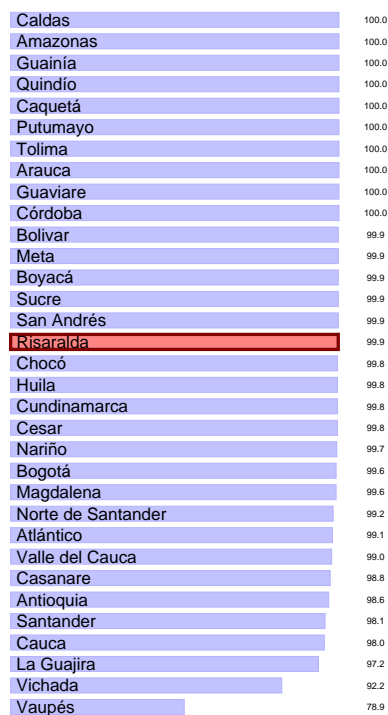 Caldas 100.0
Amazonas 100.0
Guainía 100.0
Quindío 100.0
Caquetá 100.0
Putumayo 100.0
Tolima 100.0
Arauca 100.0
Guaviare 100.0
Córdoba 100.0
Bolivar 99.9
Meta 99.9
Boyacá 99.9
Sucre 99.9
San Andrés 99.9
Risaralda 99.9
Chocó 99.8
Huila 99.8
Cundinamarca 99.8
Cesar 99.8
Nariño 99.7
Bogotá 99.6
Magdalena 99.6
Norte de Santander 99.2
Atlántico 99.1
Valle del Cauca 99.0
Casanare 98.8
Antioquia 98.6
Santander 98.1
Cauca 98.0
La Guajira 97.2
Vichada 92.2
Vaupés 78.9